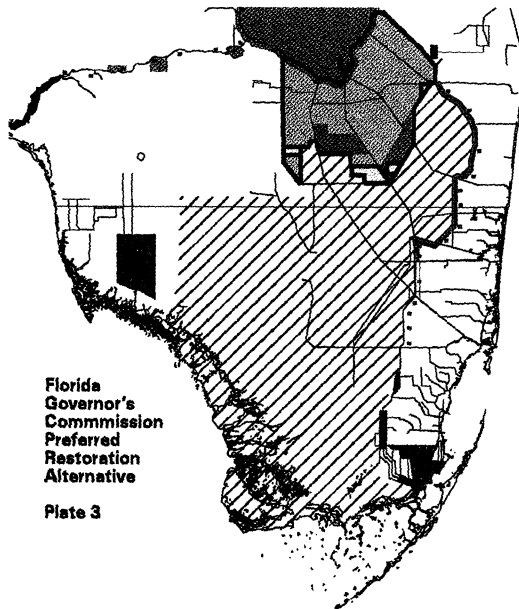 Florida
Governor's
Commmission
Preferred
Restoration
Alternative
Plate 3